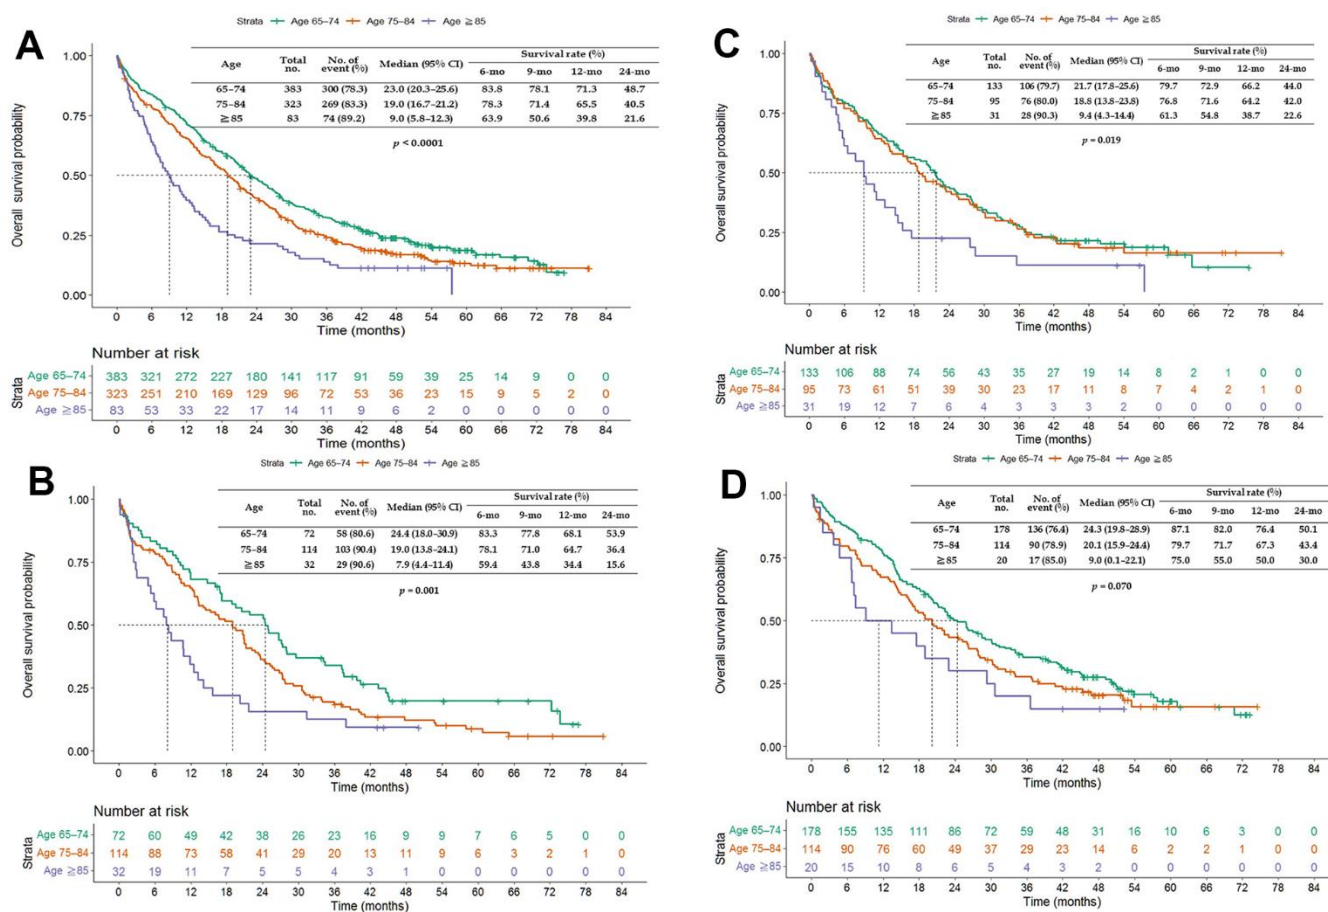 A
Strata Age 65–74 Age 75–84 Age ≧85
Overall survival probability
1.00
0.75
0.50
0.25
0.00
Age Total no. No. of event (%) Median (95% CI) Survival rate (%)
6-mo 9-mo 12-mo 24-mo
65–74 383 300 (78.3) 23.0 (20.3–25.6) 83.8 78.1 71.3 48.7
75–84 323 269 (83.3) 19.0 (16.7–21.2) 78.3 71.4 65.5 40.5
≧85 83 74 (89.2) 9.0 (5.8–12.3) 63.9 50.6 39.8 21.6
p < 0.0001
0 6 12 18 24 30 36 42 48 54 60 66 72 78 84
Time (months)
Number at risk
Strata
Age 65–74 383 321 272 227 180 141 117 91 59 39 25 14 9 0 0
Age 75–84 323 251 210 169 129 96 72 53 36 23 15 9 5 2 0
Age ≧85 83 53 33 22 17 14 11 9 6 2 0 0 0 0 0
0 6 12 18 24 30 36 42 48 54 60 66 72 78 84
Time (months)
B
Strata Age 65–74 Age 75–84 Age ≧85
Overall survival probability
1.00
0.75
0.50
0.25
0.00
Age Total no. No. of event (%) Median (95% CI) Survival rate (%)
6-mo 9-mo 12-mo 24-mo
65–74 72 58 (80.6) 24.4 (18.0–30.9) 83.3 77.8 68.1 53.9
75–84 114 103 (90.4) 19.0 (13.8–24.1) 78.1 71.0 64.7 36.4
≧85 32 29 (90.6) 7.9 (4.4–11.4) 59.4 43.8 34.4 15.6
p = 0.001
0 6 12 18 24 30 36 42 48 54 60 66 72 78 84
Time (months)
Number at risk
Strata
Age 65–74 72 60 49 42 38 26 23 16 9 9 7 6 5 0 0
Age 75–84 114 88 73 58 41 29 20 13 11 9 6 3 2 1 0
Age ≧85 32 19 11 7 5 5 4 3 1 0 0 0 0 0 0
0 6 12 18 24 30 36 42 48 54 60 66 72 78 84
Time (months)
C
Strata Age 65–74 Age 75–84 Age ≧85
Overall survival probability
1.00
0.75
0.50
0.25
0.00
Age Total no. No. of event (%) Median (95% CI) Survival rate (%)
6-mo 9-mo 12-mo 24-mo
65–74 133 106 (79.7) 21.7 (17.8–25.6) 79.7 72.9 66.2 44.0
75–84 95 76 (80.0) 18.8 (13.8–23.8) 76.8 71.6 64.2 42.0
≧85 31 28 (90.3) 9.4 (4.3–14.4) 61.3 54.8 38.7 22.6
p = 0.019
0 6 12 18 24 30 36 42 48 54 60 66 72 78 84
Time (months)
Number at risk
Strata
Age 65–74 133 106 88 74 56 43 35 27 19 14 8 2 1 0 0
Age 75–84 95 73 61 51 39 30 23 17 11 8 7 4 2 1 0
Age ≧85 31 19 12 7 6 4 3 3 3 2 0 0 0 0 0
0 6 12 18 24 30 36 42 48 54 60 66 72 78 84
Time (months)
D
Strata Age 65–74 Age 75–84 Age ≧85
Overall survival probability
1.00
0.75
0.50
0.25
0.00
Age Total no. No. of event (%) Median (95% CI) Survival rate (%)
6-mo 9-mo 12-mo 24-mo
65–74 178 136 (76.4) 24.3 (19.8–28.9) 87.1 82.0 76.4 50.1
75–84 114 90 (78.9) 20.1 (15.9–24.4) 79.7 71.7 67.3 43.4
≧85 20 17 (85.0) 9.0 (0.1–22.1) 75.0 55.0 50.0 30.0
p = 0.070
0 6 12 18 24 30 36 42 48 54 60 66 72 78 84
Time (months)
Number at risk
Strata
Age 65–74 178 155 135 111 86 72 59 48 31 16 10 6 3 0 0
Age 75–84 114 90 76 60 49 37 29 23 14 6 2 2 1 0 0
Age ≧85 20 15 10 8 6 5 4 3 2 0 0 0 0 0 0
0 6 12 18 24 30 36 42 48 54 60 66 72 78 84
Time (months)